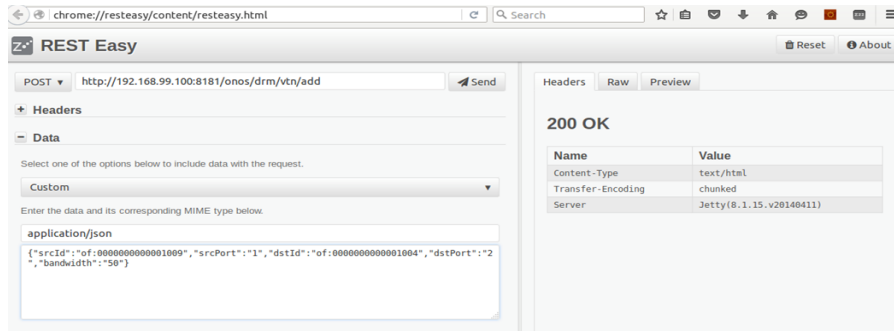 chrome://resteasy/content/resteasy.html
Search
REST Easy
Reset
About
POST
http://192.168.99.100:8181/onos/drm/vtn/add
Send
Headers
Data
Select one of the options below to include data with the request.
Custom
Enter the data and its corresponding MIME type below.
application/json
{"srcId":"of:0000000000001009","srcPort":"1","dstId":"of:0000000000001004","dstPort":"2
","bandwidth":"50"}
Headers Raw Preview
200 OK
Name Value
Content-Type text/html
Transfer-Encoding chunked
Server Jetty(8.1.15.v20140411)